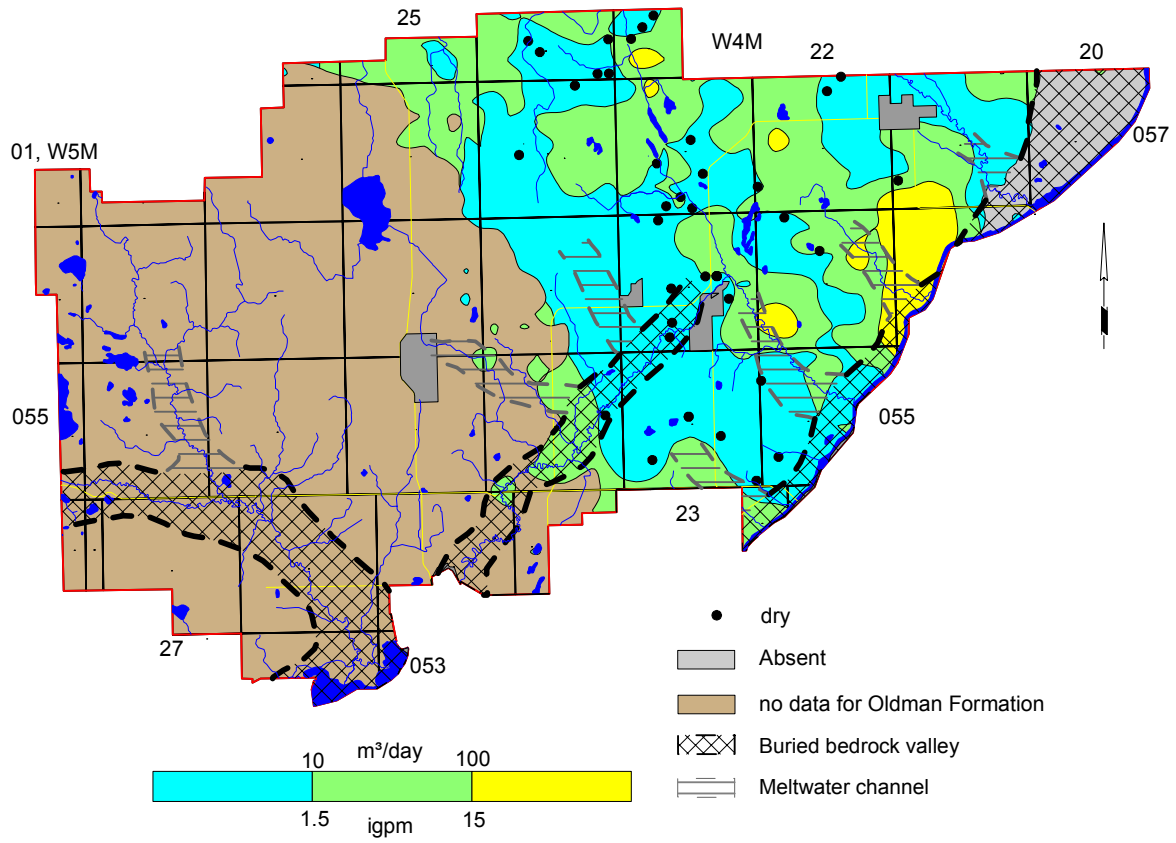 25
W4M
22
20
057
01, W5M
055
055
23
27
053
dry
Absent
no data for Oldman Formation
Buried bedrock valley
Meltwater channel
10 m³/day 100
1.5 igpm 15